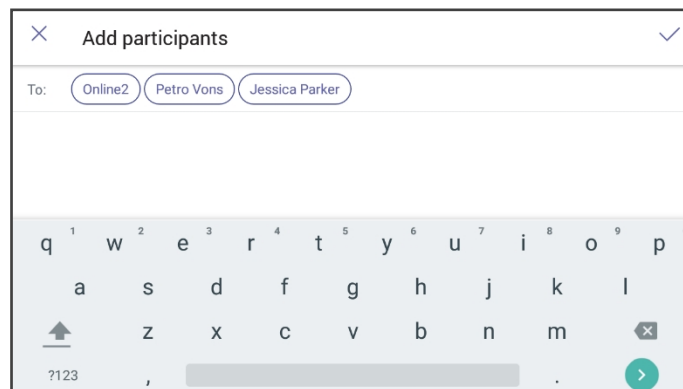 Add participants
To: Online2 Petro Vons Jessica Parker
q 1 w 2 e 3 r 4 t 5 y 6 u 7 i 8 o 9 p
a s d f g h j k l
z x c v b n m
?123 , .